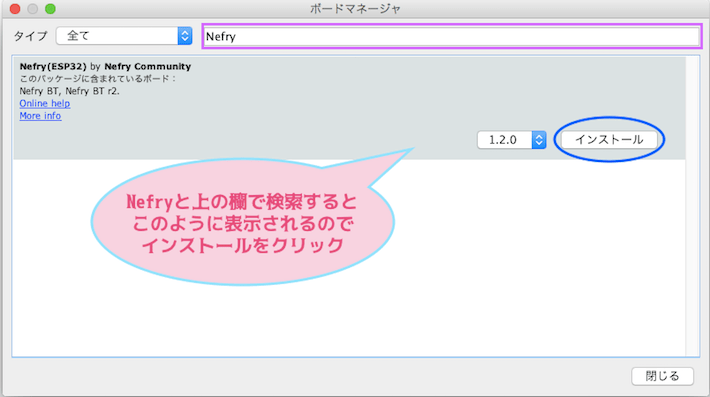 ボードマネージャ
タイプ 全て Nefry
Nefry(ESP32) by Nefry Community
このパッケージに含まれているボード：
Nefry BT, Nefry BT r2.
Online help
More info
1.2.0 インストール
Nefryと上の欄で検索すると
このように表示されるので
インストールをクリック
閉じる